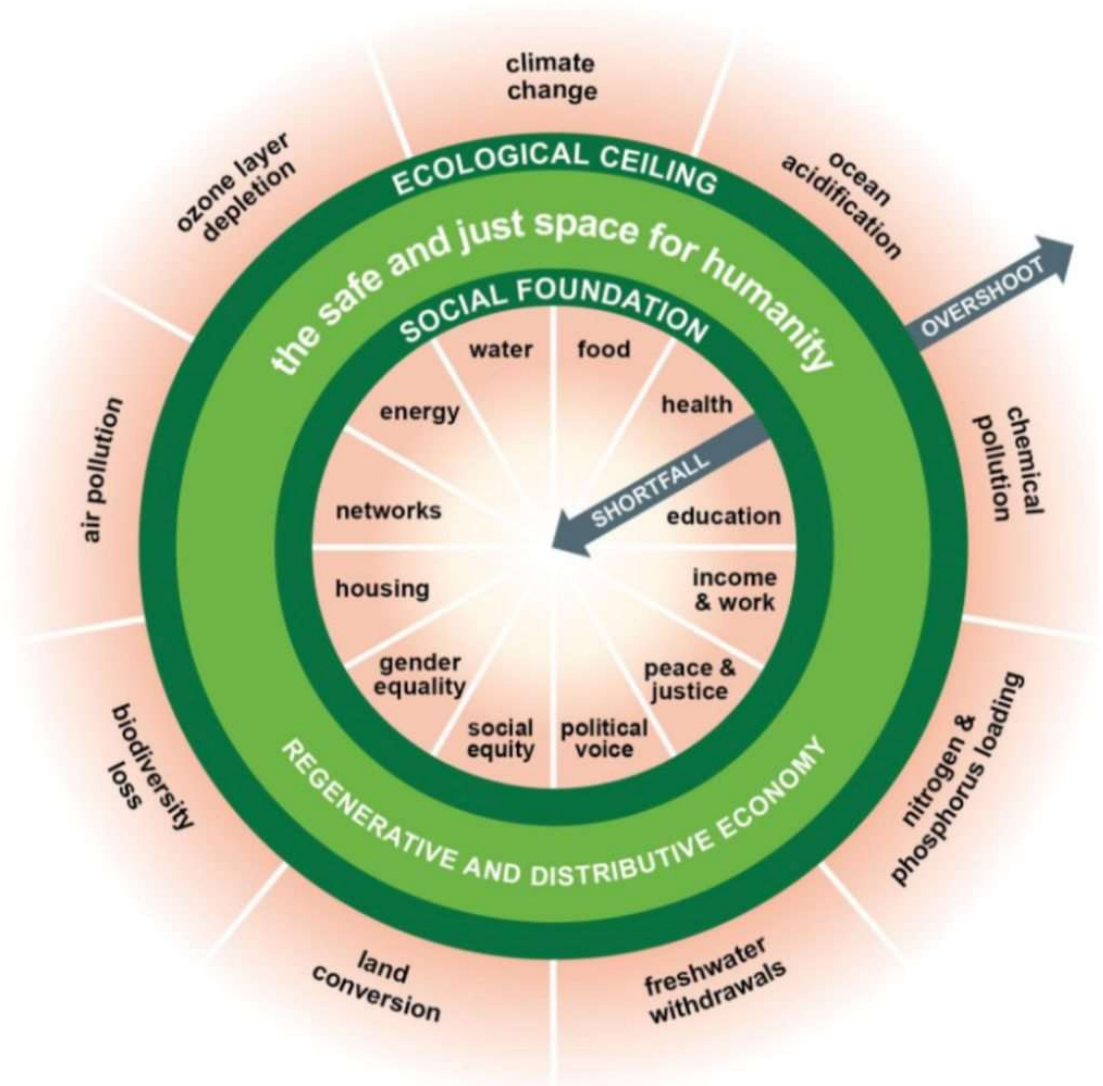 climate
change
ocean
acidification
chemical
pollution
nitrogen &
phosphorus loading
freshwater
withdrawals
land
conversion
biodiversity
loss
air pollution
ozone layer
depletion
OVERSHOOT
ECOLOGICAL CEILING
the safe and just space for humanity
SOCIAL FOUNDATION
water
food
health
SHORTFALL
education
income
& work
peace &
justice
political
voice
social
equity
gender
equality
housing
networks
energy
REGENERATIVE AND DISTRIBUTIVE ECONOMY